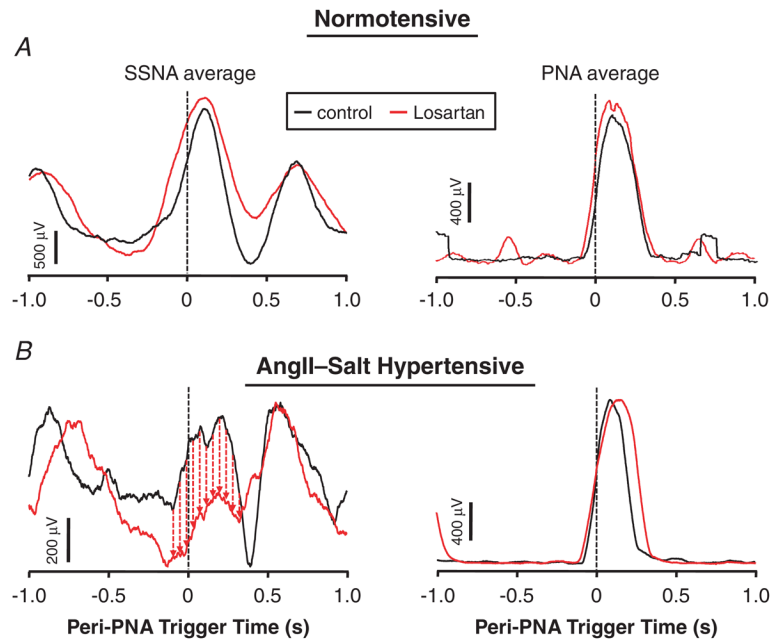 Normotensive
A
SSNA average
PNA average
control
Losartan
500 µV
400 µV
-1.0 -0.5 0 0.5 1.0
-1.0 -0.5 0 0.5 1.0
B
AngII–Salt Hypertensive
200 µV
400 µV
-1.0 -0.5 0 0.5 1.0
-1.0 -0.5 0 0.5 1.0
Peri-PNA Trigger Time (s)
Peri-PNA Trigger Time (s)